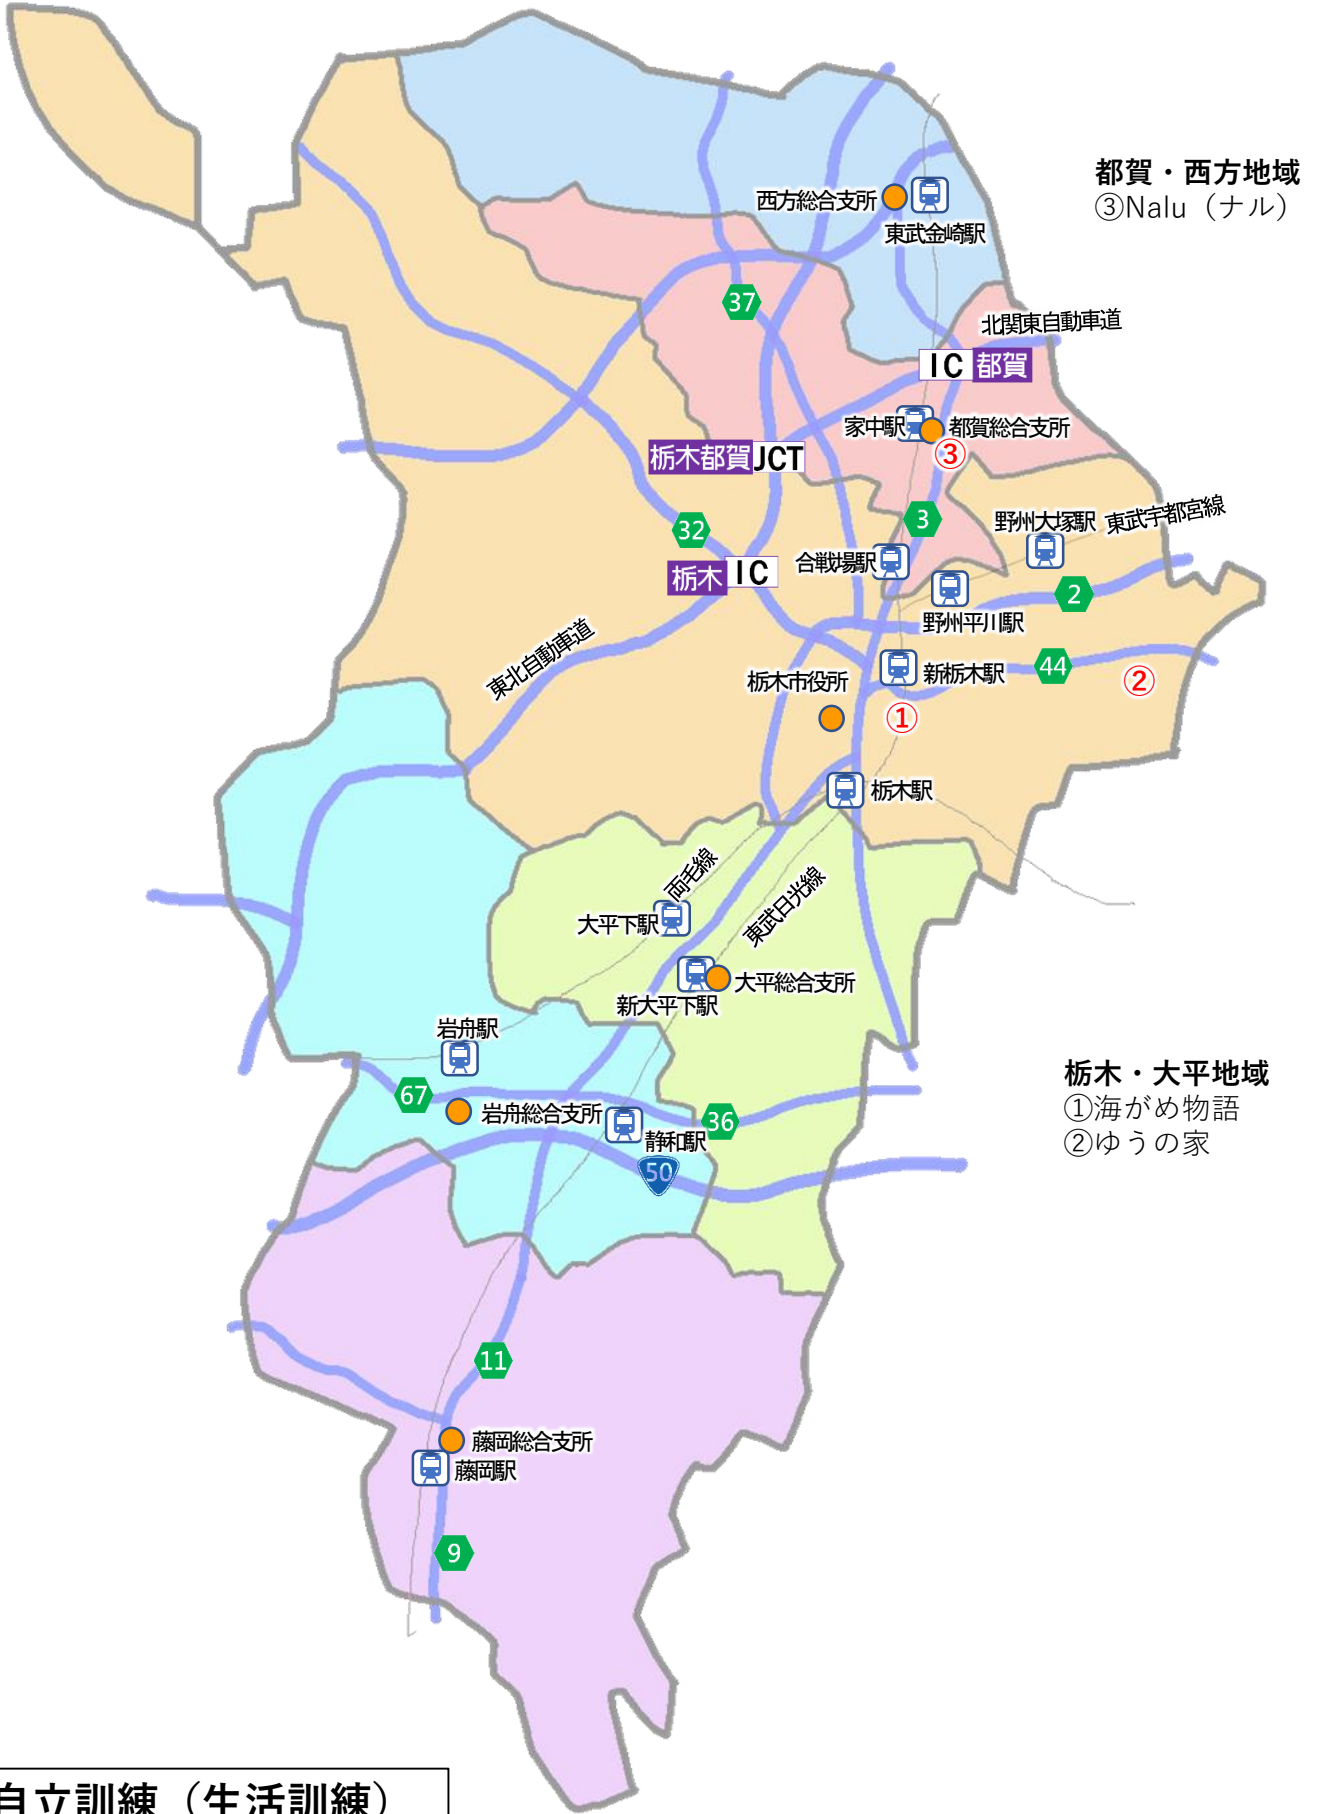 都賀・西方地域
③Nalu（ナル）
西方総合支所
東武金崎駅
37
北関東自動車道
IC 都賀
家中駅
都賀総合支所
③
栃木都賀JCT
3
32
野州大塚駅
東武宇都宮線
合戦場駅
栃木 IC
2
野州平川駅
東北自動車道
新栃木駅
44
②
栃木市役所
①
栃木駅
両毛線
東武日光線
大平下駅
大平総合支所
新大平下駅
岩舟駅
67
岩舟総合支所
36
静和駅
50
栃木・大平地域
①海がめ物語
②ゆうの家
11
藤岡総合支所
藤岡駅
9
自立訓練（生活訓練）